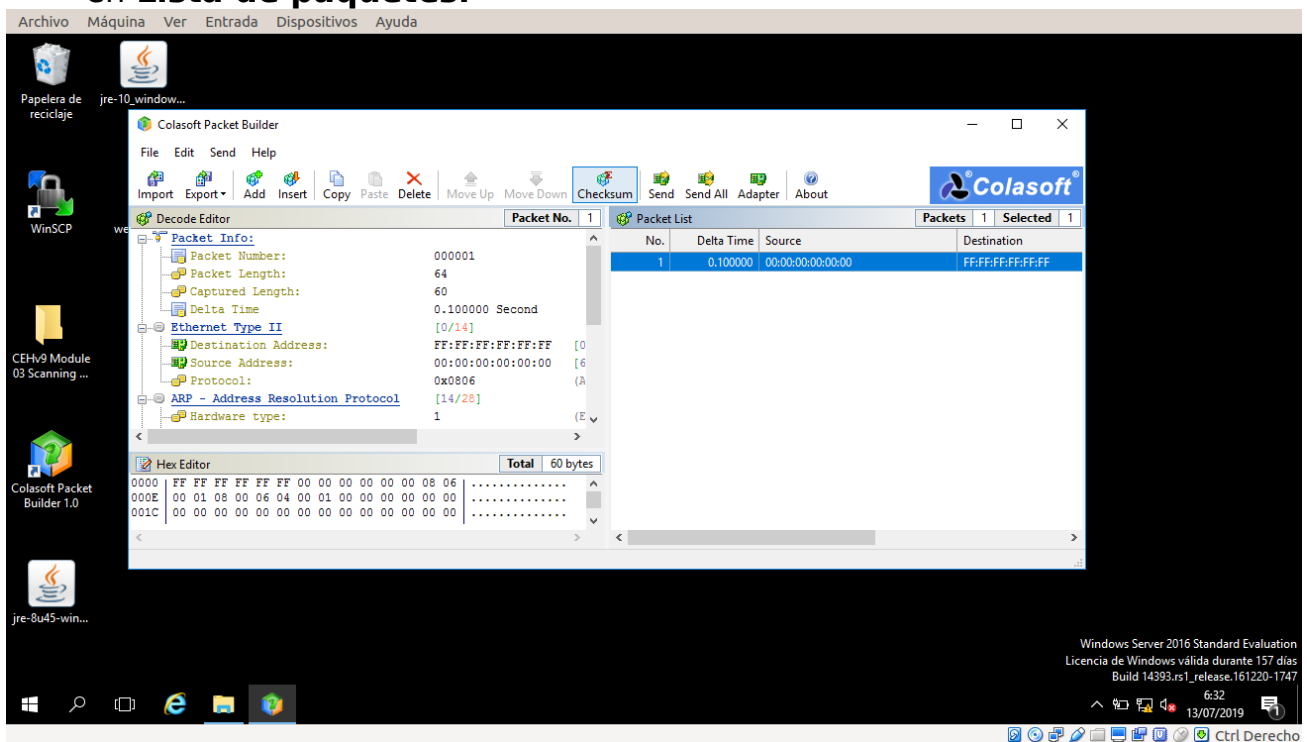 en Lista de paquetes.
Archivo Máquina Ver Entrada Dispositivos Ayuda
Papelera de reciclaje
jre-10_window...
Colasoft Packet Builder
File Edit Send Help
Import Export Add Insert Copy Paste Delete Move Up Move Down Checksum Send Send All Adapter About
Colasoft®
WinSCP
we
Decode Editor Packet No. 1
Packet Info:
Packet Number: 000001
Packet Length: 64
Captured Length: 60
Delta Time 0.100000 Second
Ethernet Type II [0/14]
Destination Address: FF:FF:FF:FF:FF:FF [0
Source Address: 00:00:00:00:00:00 [6
Protocol: 0x0806 (A
ARP - Address Resolution Protocol [14/28]
Hardware type: 1 (E
Packet List Packets 1 Selected 1
No. Delta Time Source Destination
1 0.100000 00:00:00:00:00:00 FF:FF:FF:FF:FF:FF
Hex Editor Total 60 bytes
0000 FF FF FF FF FF FF 00 00 00 00 00 00 08 06 ..............
000E 00 01 08 00 06 04 00 01 00 00 00 00 00 00 ..............
001C 00 00 00 00 00 00 00 00 00 00 00 00 00 00 ..............
CEHv9 Module
03 Scanning ...
Colasoft Packet
Builder 1.0
jre-8u45-win...
Windows Server 2016 Standard Evaluation
Licencia de Windows válida durante 157 días
Build 14393.rs1_release.161220-1747
6:32
13/07/2019
1
Ctrl Derecho